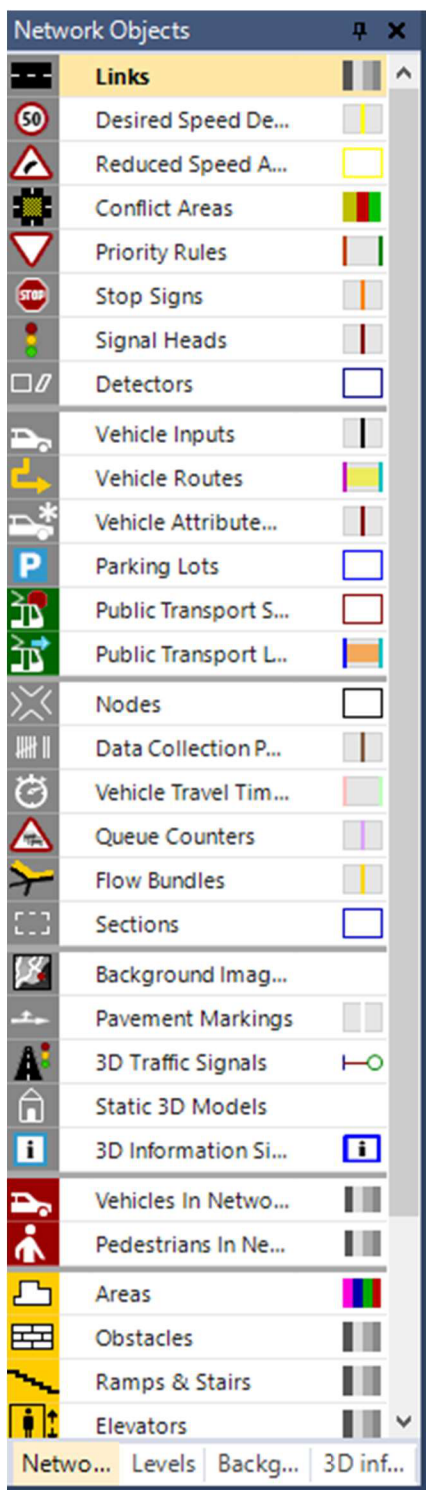 Network Objects
Links
50 Desired Speed De...
Reduced Speed A...
Conflict Areas
Priority Rules
STOP Stop Signs
Signal Heads
Detectors
Vehicle Inputs
Vehicle Routes
Vehicle Attribute...
P Parking Lots
Public Transport S...
Public Transport L...
Nodes
Data Collection P...
Vehicle Travel Tim...
Queue Counters
Flow Bundles
Sections
Background Imag...
Pavement Markings
3D Traffic Signals
Static 3D Models
i 3D Information Si... i
Vehicles In Netwo...
Pedestrians In Ne...
Areas
Obstacles
Ramps & Stairs
Elevators
Netwo... Levels Backg... 3D inf...